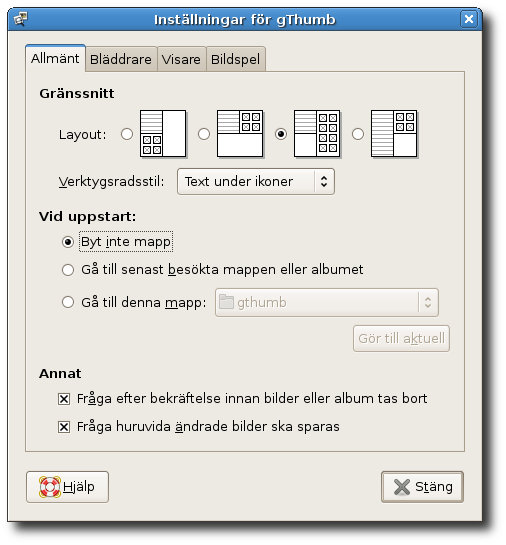 Inställningar för gThumb
Allmänt Bläddrare Visare Bildspel
Gränssnitt
Layout:
Verktygsradsstil: Text under ikoner
Vid uppstart:
Byt inte mapp
Gå till senast besökta mappen eller albumet
Gå till denna mapp: gthumb
Gör till aktuell
Annat
Fråga efter bekräftelse innan bilder eller album tas bort
Fråga huruvida ändrade bilder ska sparas
Hjälp Stäng